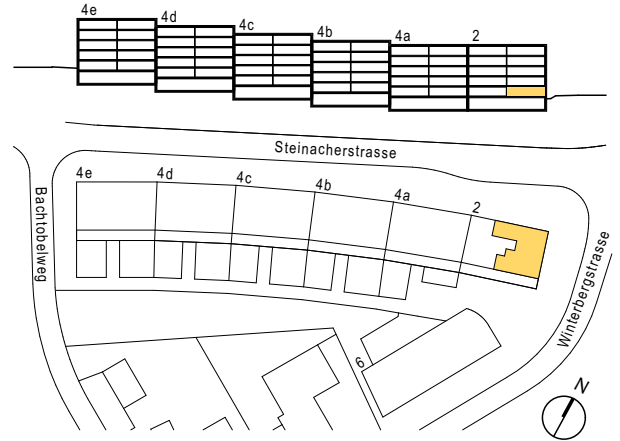 4e
4d
4c
4b
4a
2
Steinacherstrasse
4e
4d
4c
4b
4a
2
Bachtobelweg
Winterbergstrasse
6
N